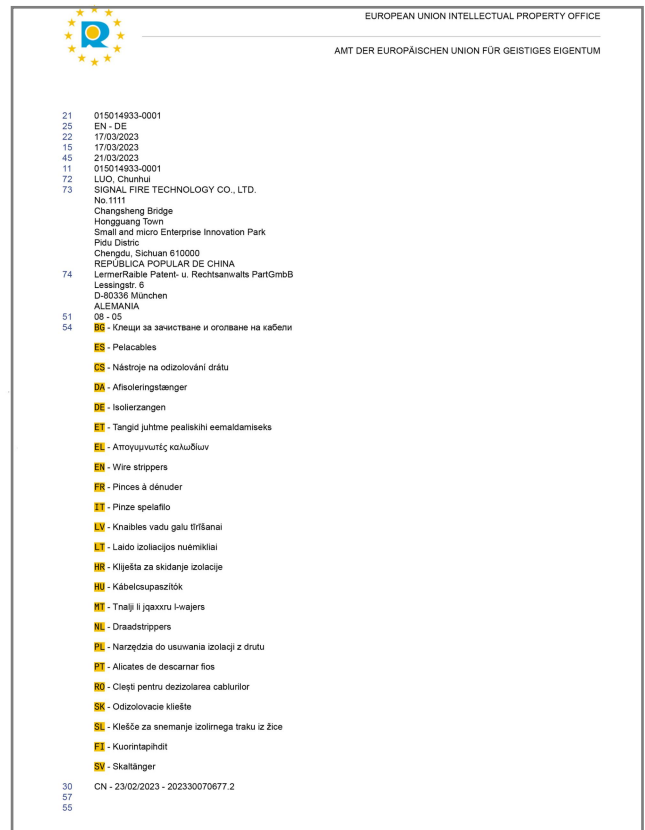 EUROPEAN UNION INTELLECTUAL PROPERTY OFFICE
AMT DER EUROPÄISCHEN UNION FÜR GEISTIGES EIGENTUM
21 015014933-0001
25 EN - DE
22 17/03/2023
15 17/03/2023
45 21/03/2023
11 015014933-0001
72 LUO, Chunhui
73 SIGNAL FIRE TECHNOLOGY CO., LTD.
No.1111
Changsheng Bridge
Hongguang Town
Small and micro Enterprise Innovation Park
Pidu Distric
Chengdu, Sichuan 610000
REPÚBLICA POPULAR DE CHINA
74 LermerRaible Patent- u. Rechtsanwalts PartGmbB
Lessingstr. 6
D-80336 München
ALEMANIA
51 08 - 05
54 BG - Клещи за зачистване и оголване на кабели
ES - Pelacables
CS - Nástroje na odizolování drátu
DA - Afisoleringstænger
DE - Isolierzangen
ET - Tangid juhtme pealiskihi eemaldamiseks
EL - Απογυμνωτές καλωδίων
EN - Wire strippers
FR - Pinces à dénuder
IT - Pinze spelafilo
LV - Knaibles vadu galu tīrīšanai
LT - Laido izoliacijos nuėmikliai
HR - Kliješta za skidanje izolacije
HU - Kábelcsupaszítók
MT - Tnalji li jqaxxru l-wajers
NL - Draadstrippers
PL - Narzędzia do usuwania izolacji z drutu
PT - Alicates de descarnar fios
RO - Clești pentru dezizolarea cablurilor
SK - Odizolovacie kliešte
SL - Klešče za snemanje izolirnega traku iz žice
FI - Kuorintapihdit
SV - Skaltänger
30 CN - 23/02/2023 - 202330070677.2
57
55